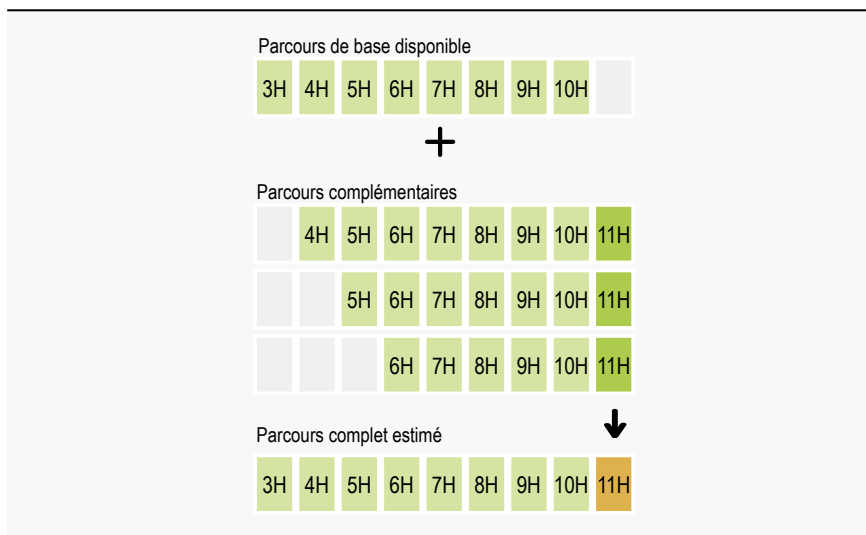 Parcours de base disponible
3H 4H 5H 6H 7H 8H 9H 10H
+
Parcours complémentaires
4H 5H 6H 7H 8H 9H 10H 11H
5H 6H 7H 8H 9H 10H 11H
6H 7H 8H 9H 10H 11H
Parcours complet estimé
3H 4H 5H 6H 7H 8H 9H 10H 11H